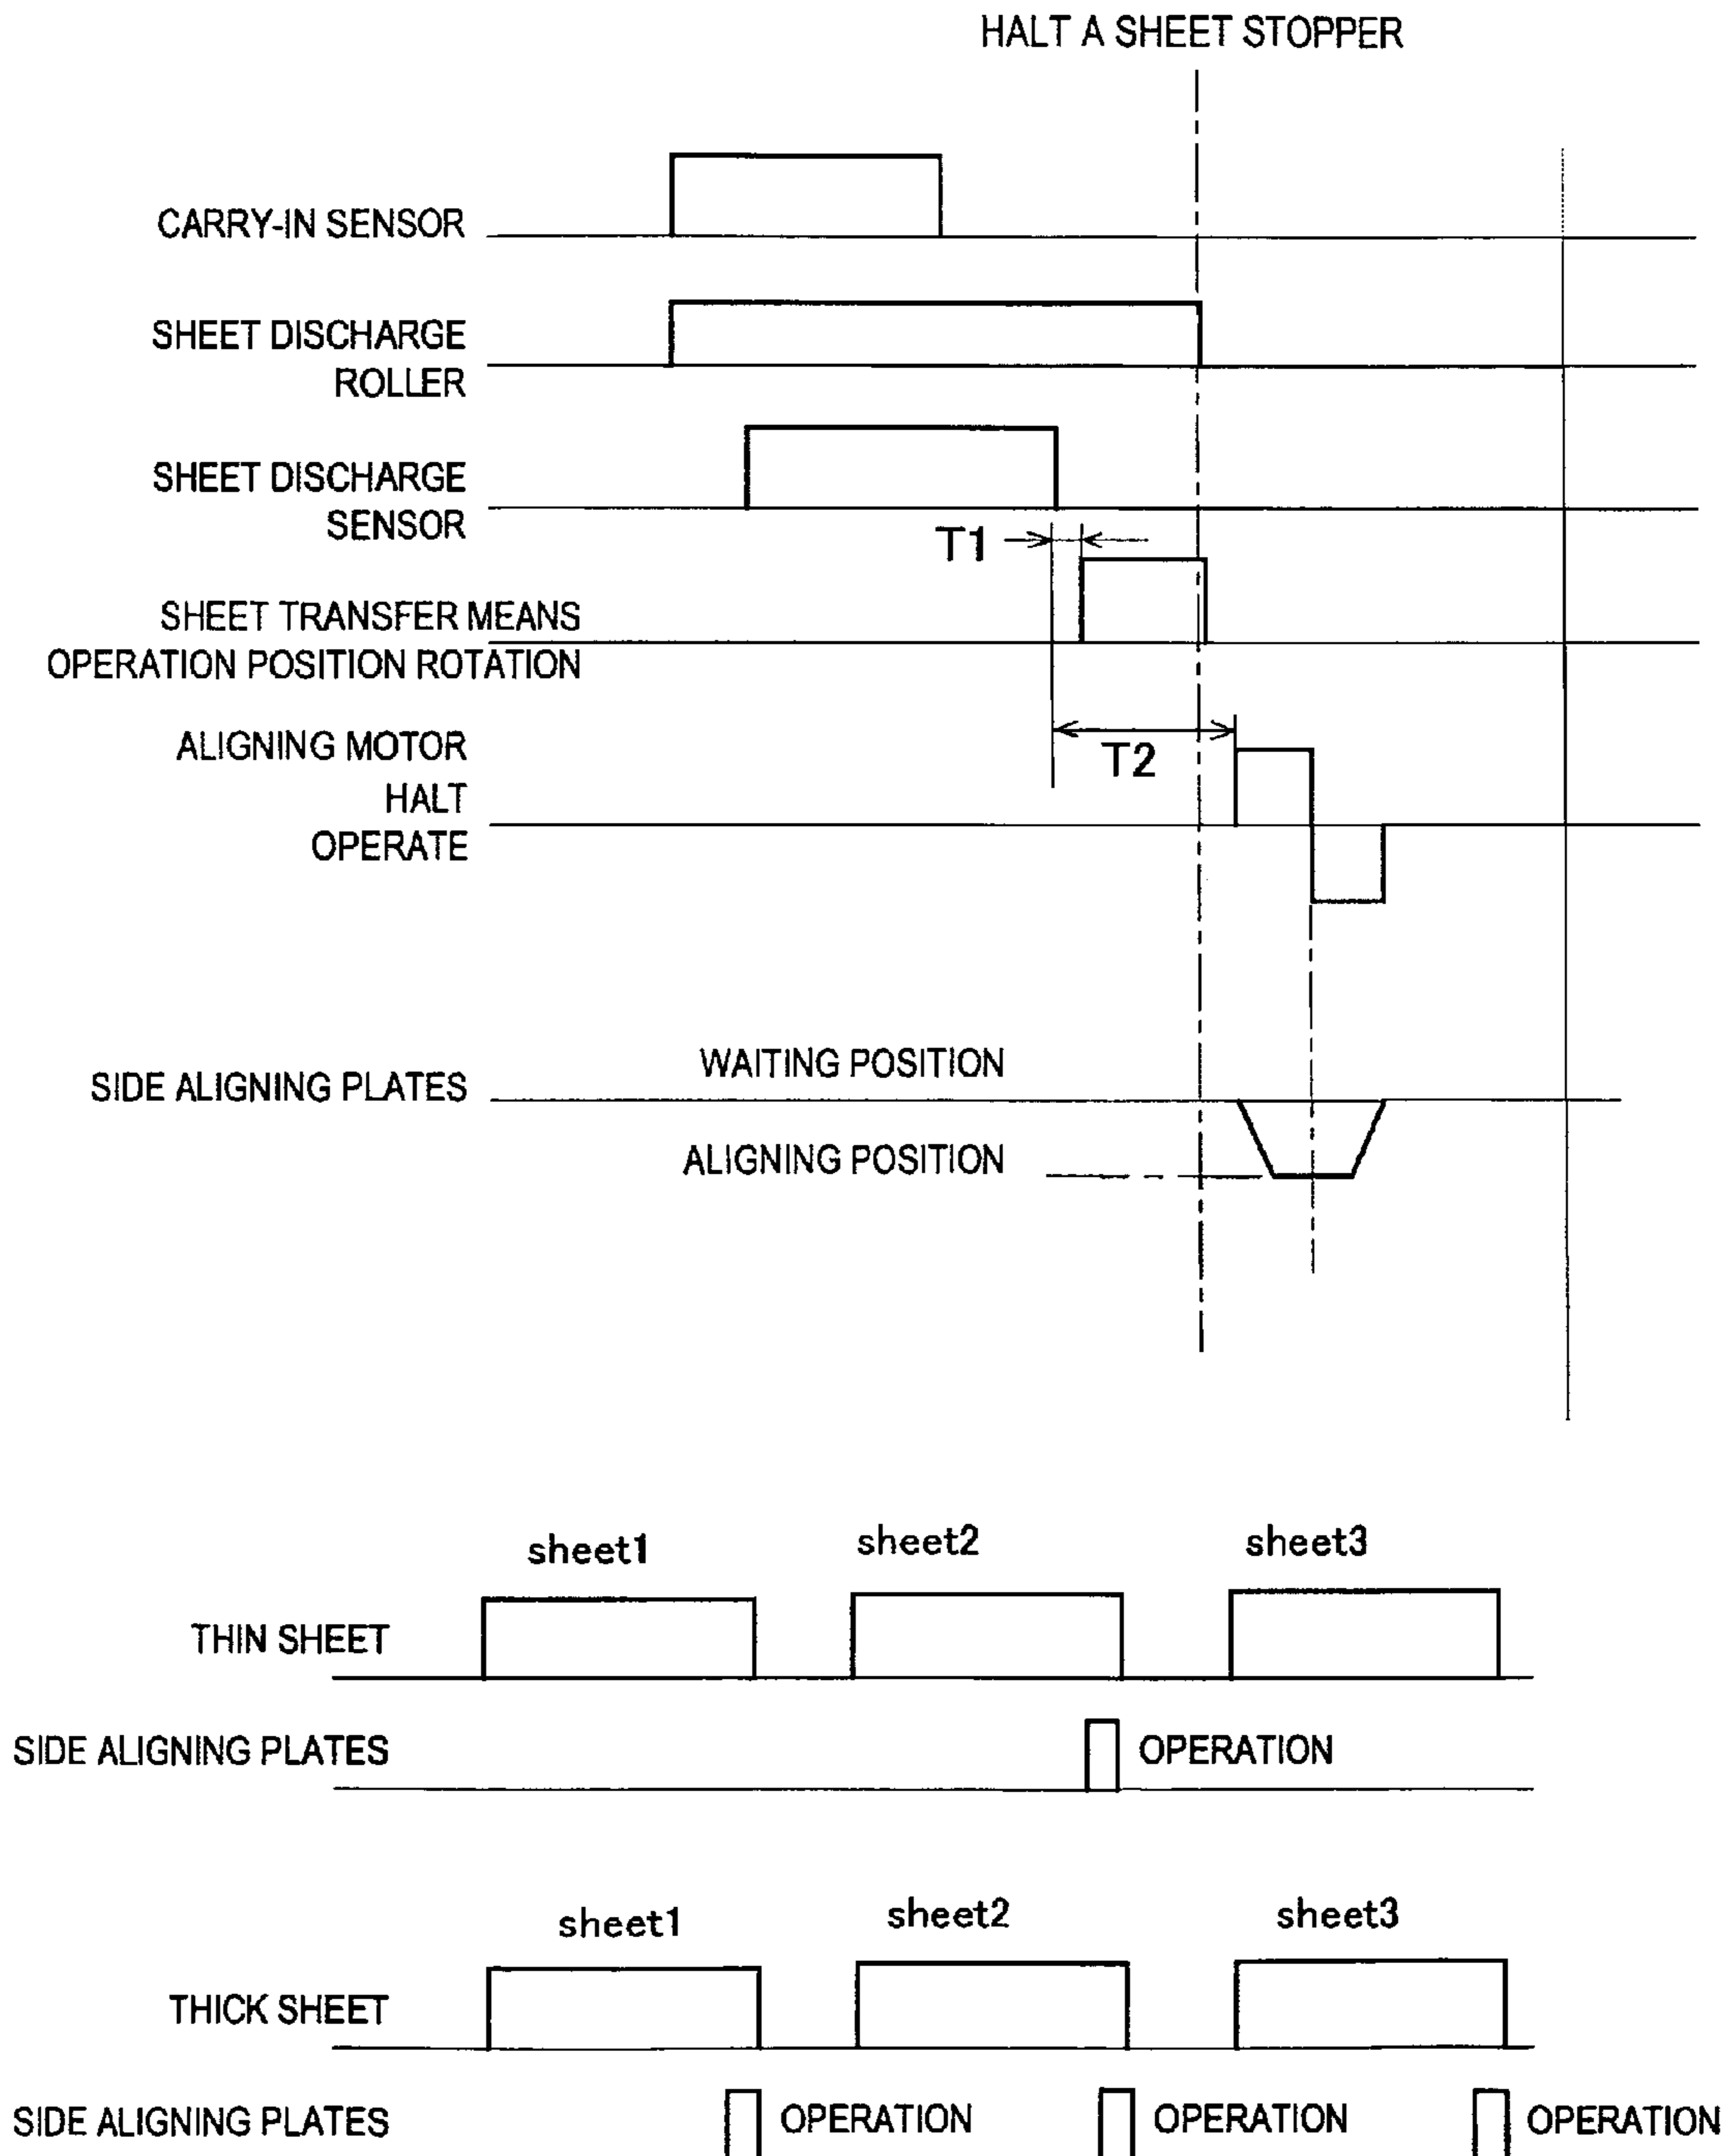 HALT A SHEET STOPPER
CARRY-IN SENSOR
SHEET DISCHARGE
ROLLER
SHEET DISCHARGE
SENSOR
T1
SHEET TRANSFER MEANS
OPERATION POSITION ROTATION
ALIGNING MOTOR
HALT
OPERATE
T2
WAITING POSITION
SIDE ALIGNING PLATES
ALIGNING POSITION
sheet1 sheet2 sheet3
THIN SHEET
SIDE ALIGNING PLATES OPERATION
sheet1 sheet2 sheet3
THICK SHEET
SIDE ALIGNING PLATES OPERATION OPERATION OPERATION